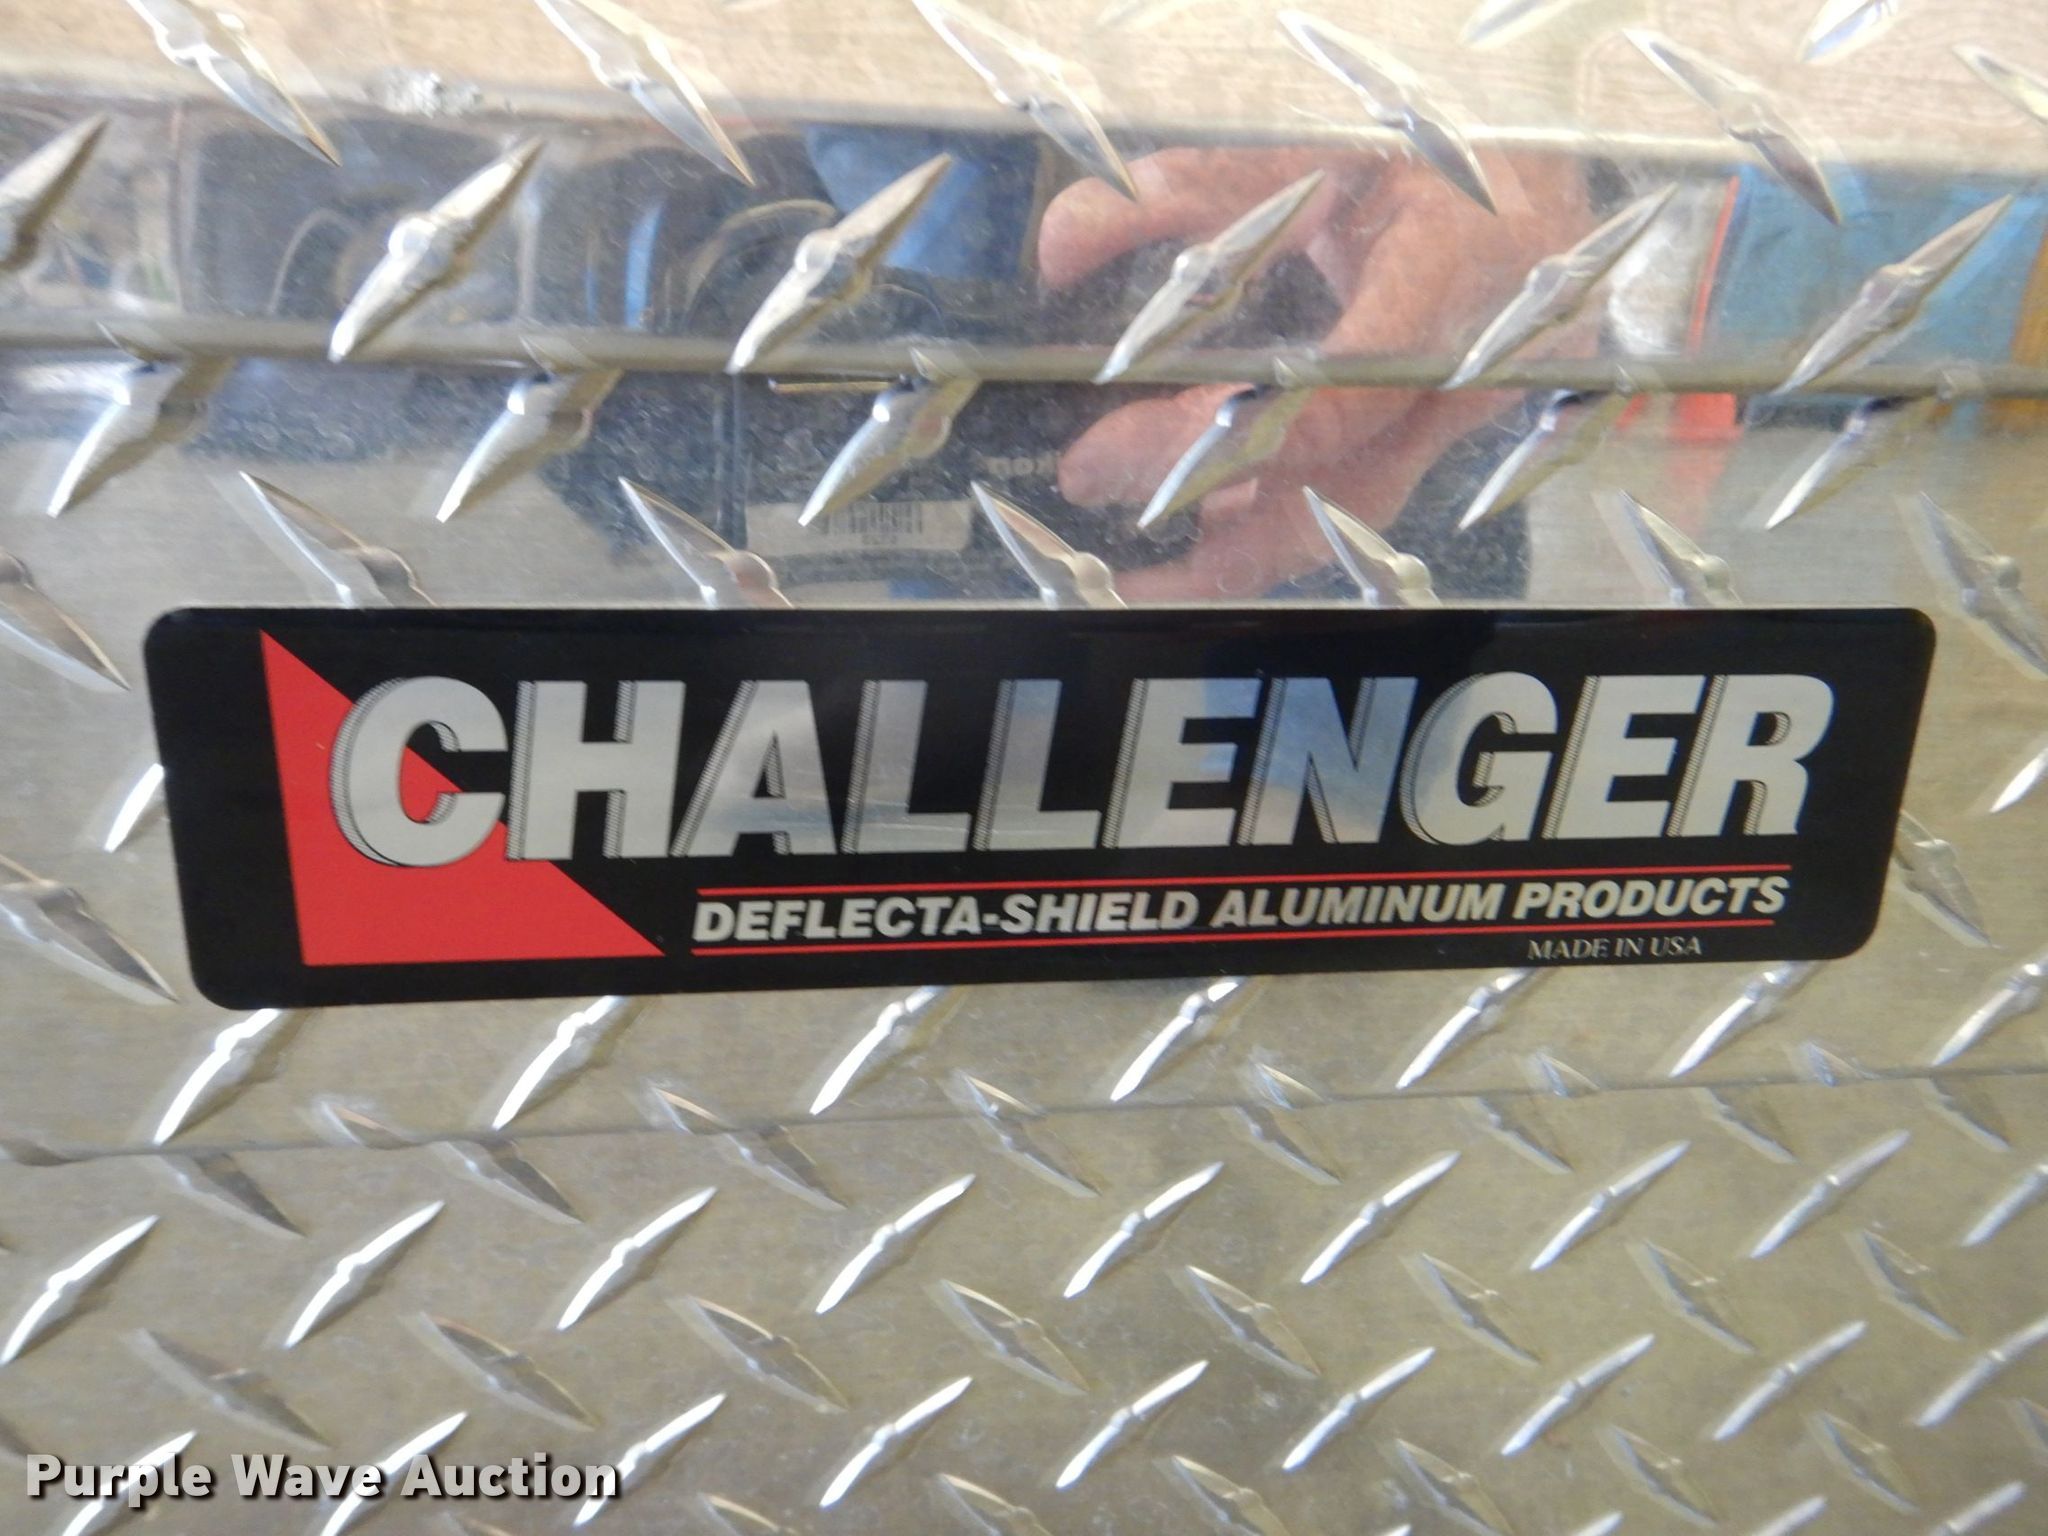 CHALLENGER
DEFLECTA-SHIELD ALUMINUM PRODUCTS
MADE IN USA
Purple Wave Auction